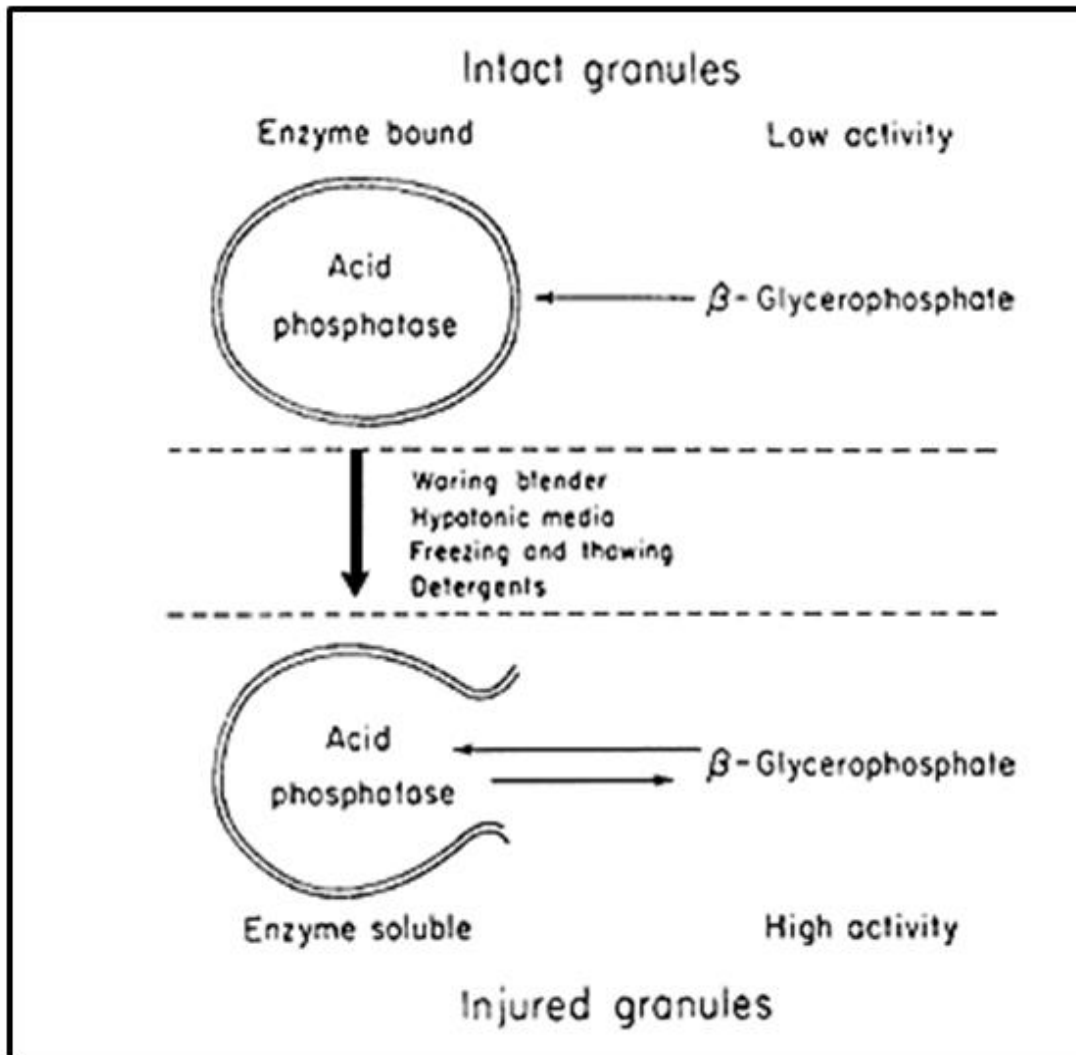 Intact granules
Enzyme bound
Low activity
Acid
phosphatase
β-Glycerophosphate
Waring blender
Hypotonic media
Freezing and thawing
Detergents
Acid
phosphatase
β-Glycerophosphate
Enzyme soluble
High activity
Injured granules